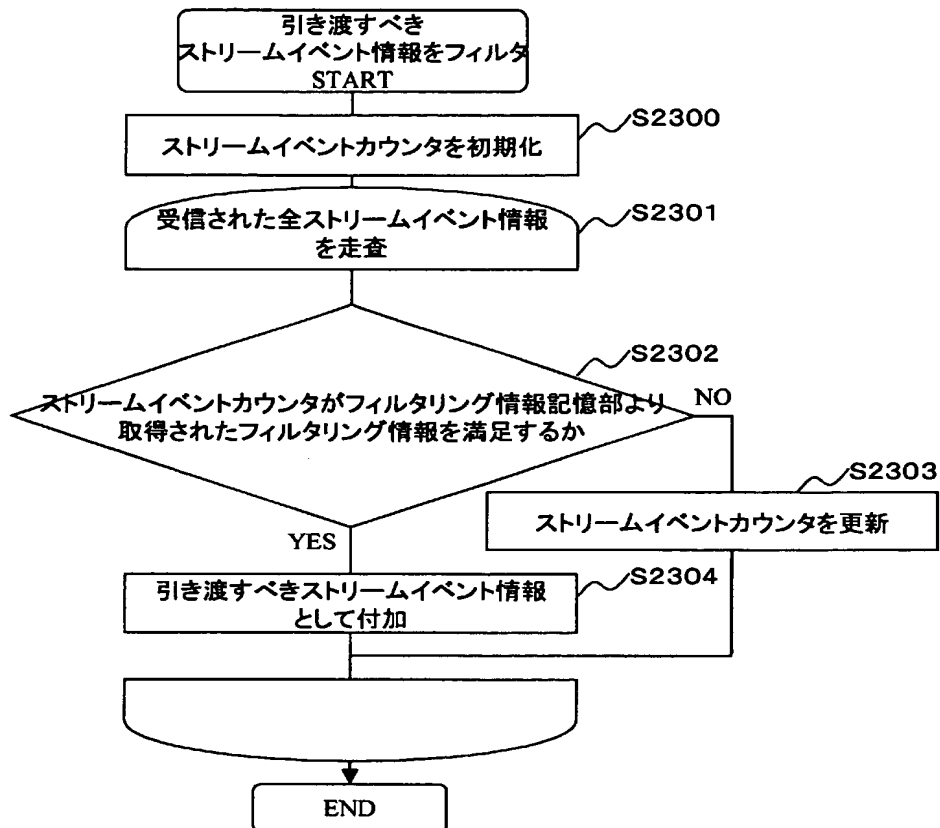 引き渡すべき
ストリームイベント情報をフィルタ
START
S2300
ストリームイベントカウンタを初期化
S2301
受信された全ストリームイベント情報
を走査
S2302
ストリームイベントカウンタがフィルタリング情報記憶部より
取得されたフィルタリング情報を満足するか
NO
S2303
ストリームイベントカウンタを更新
YES
S2304
引き渡すべきストリームイベント情報
として付加
END